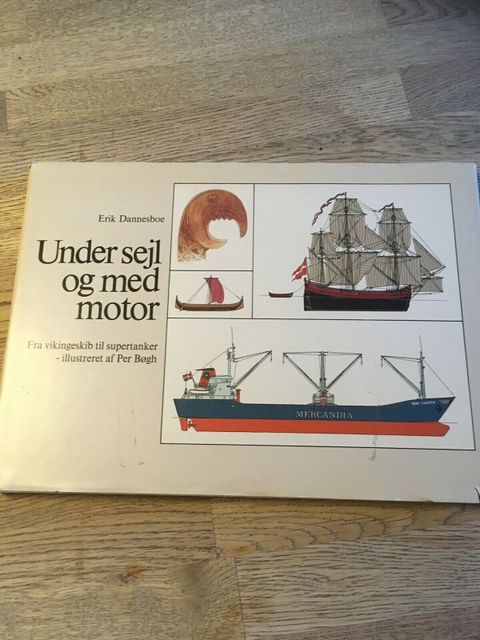 Erik Dannesboe
Under sejl
og med
motor
Fra vikingeskib til supertanker
- illustreret af Per Bøgh
MERCANDIA